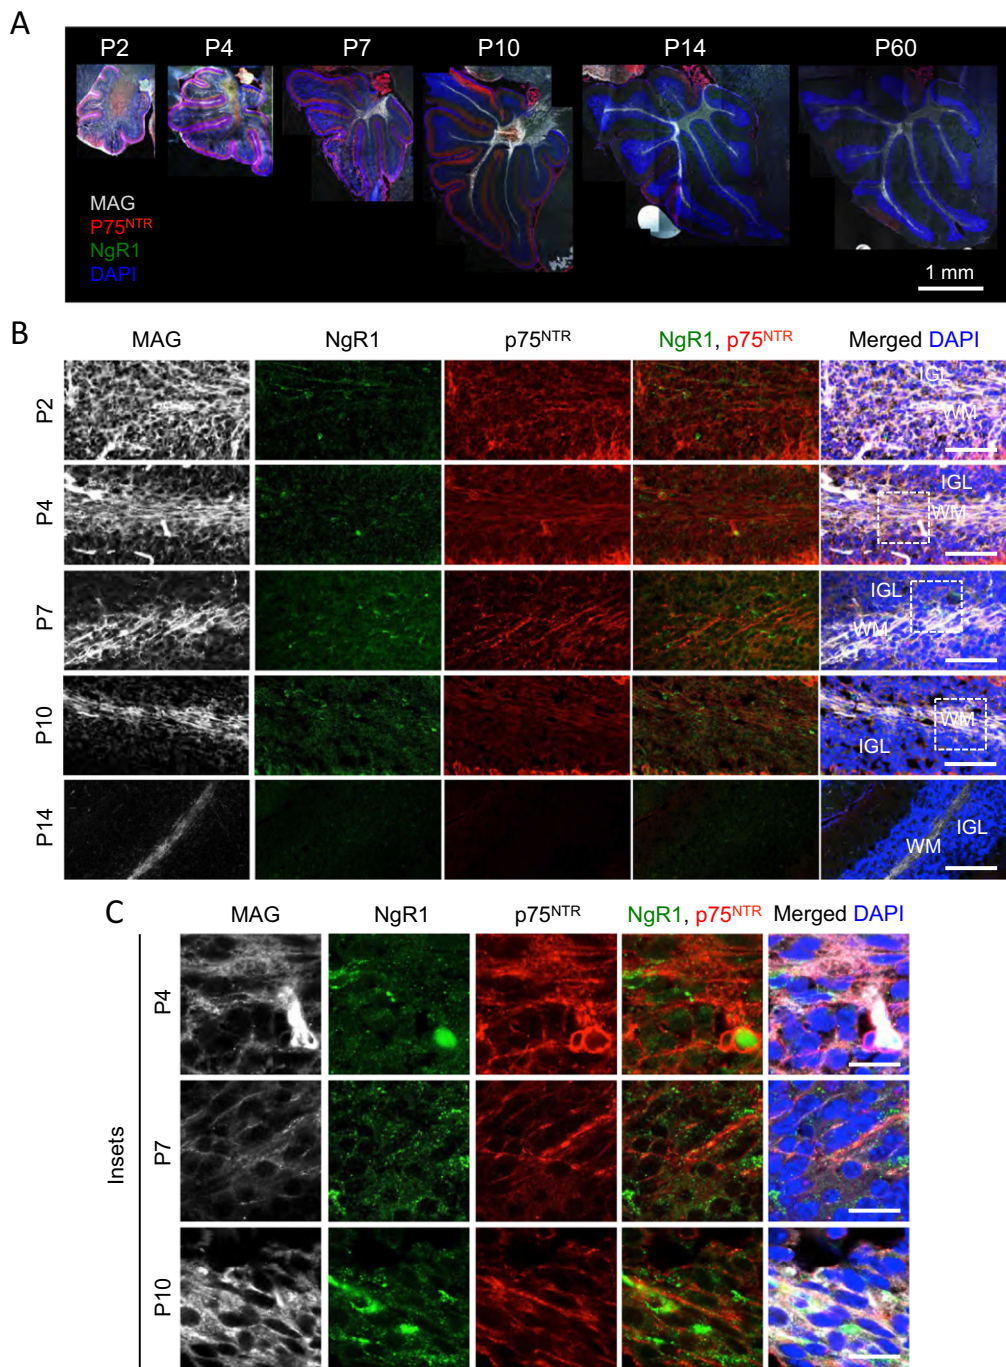 A
P2 P4 P7 P10 P14 P60
MAG
P75NTR
NgR1
DAPI
1 mm
B
MAG NgR1 p75NTR NgR1, p75NTR Merged DAPI
P2
IGL
WM
P4
IGL
WM
P7
IGL
WM
P10
WM
IGL
P14
IGL
WM
C
MAG NgR1 p75NTR NgR1, p75NTR Merged DAPI
Insets
P4
P7
P10